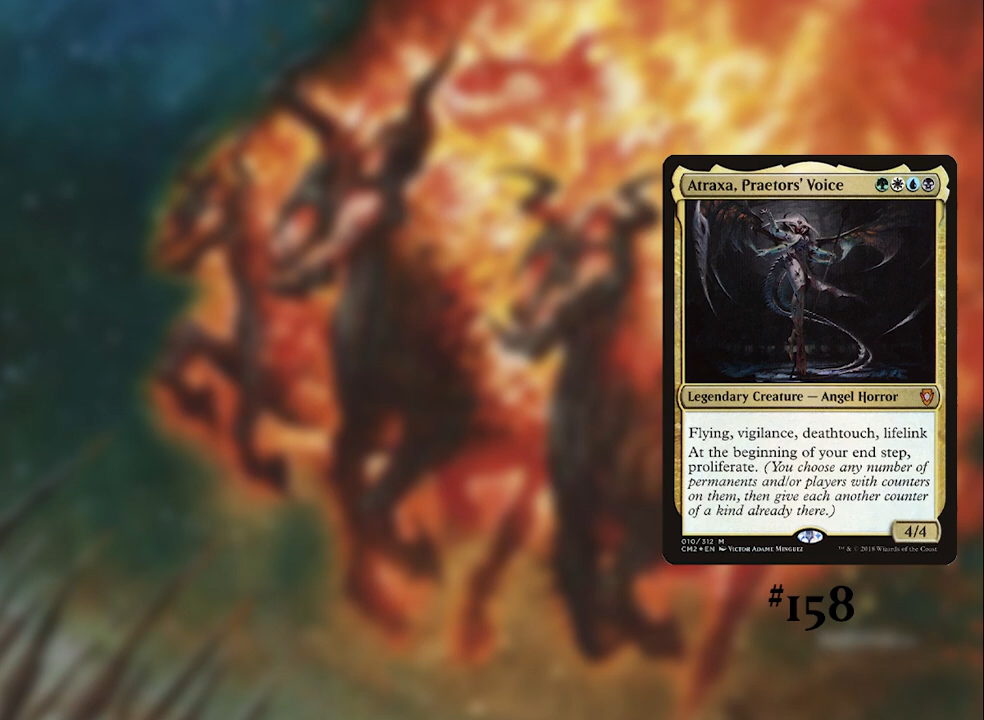 Atraxa, Praetors' Voice
Legendary Creature — Angel Horror
Flying, vigilance, deathtouch, lifelink
At the beginning of your end step,
proliferate. (You choose any number of
permanents and/or players with counters
on them, then give each another counter
of a kind already there.)
4/4
010/312 M
CM2 ★ EN Victor Adame Minguez
™ & © 2018 Wizards of the Coast
#158